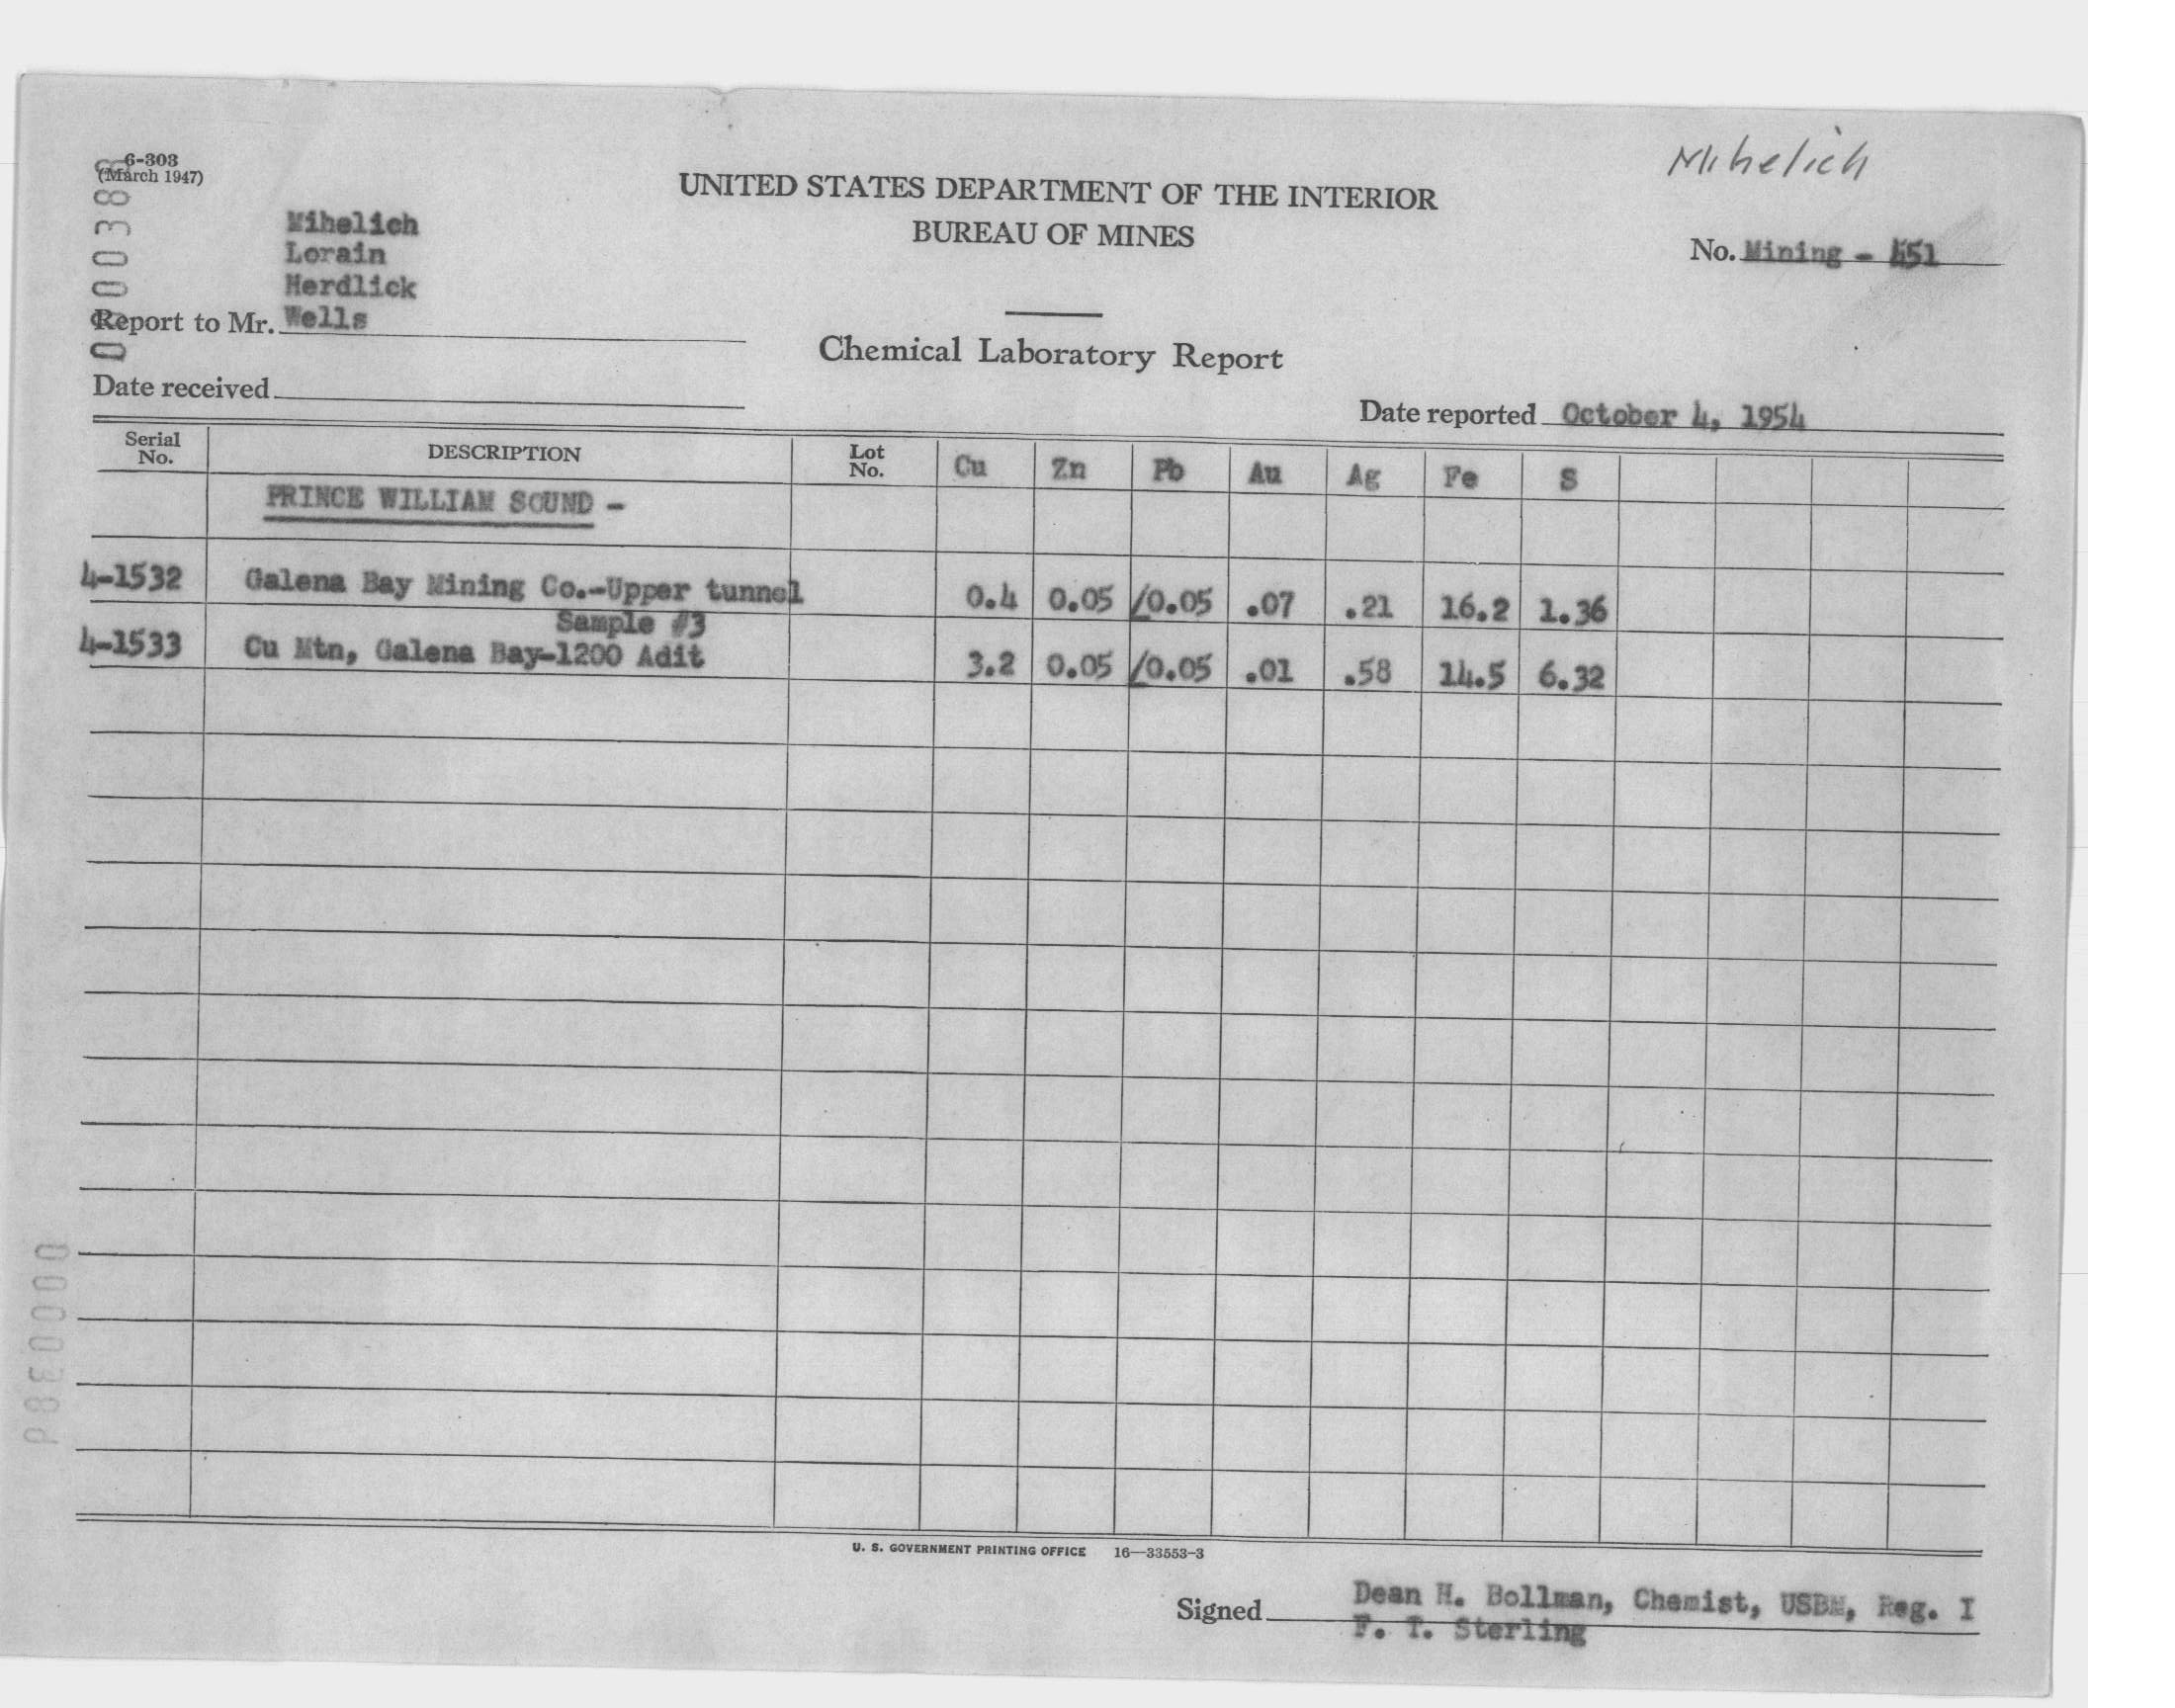 6-303
(March 1947)
Mihelich
UNITED STATES DEPARTMENT OF THE INTERIOR
BUREAU OF MINES
No. Mining - 451
Mihelich
Lorain
Herdlick
Report to Mr. Wells
Chemical Laboratory Report
Date received
Date reported October 4, 1954
Serial No. DESCRIPTION Lot No. Cu Zn Pb Au Ag Fe S
PRINCE WILLIAM SOUND -
4-1532 Galena Bay Mining Co.--Upper tunnel 0.4 0.05 /0.05 .07 .21 16.2 1.36
Sample #3
4-1533 Cu Mtn, Galena Bay-1200 Adit 3.2 0.05 /0.05 .01 .58 14.5 6.32
U. S. GOVERNMENT PRINTING OFFICE 16—33553-3
Signed Dean H. Bollman, Chemist, USBM, Reg. I
F. T. Sterling